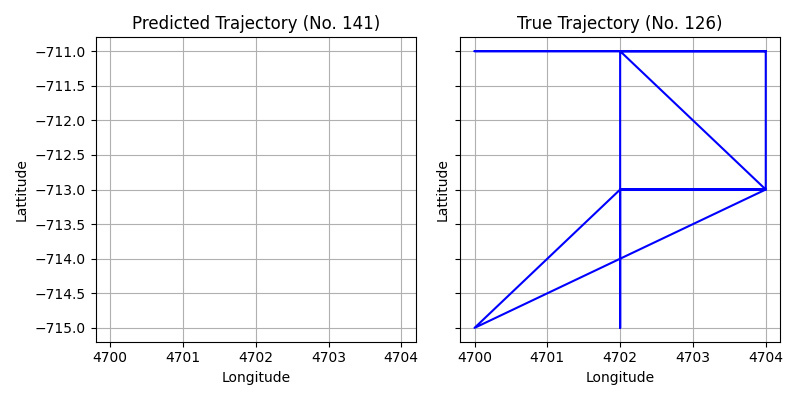 Predicted Trajectory (No. 141)
Lattitude
−711.0
−711.5
−712.0
−712.5
−713.0
−713.5
−714.0
−714.5
−715.0
4700 4701 4702 4703 4704
Longitude
True Trajectory (No. 126)
Lattitude
4700 4701 4702 4703 4704
Longitude